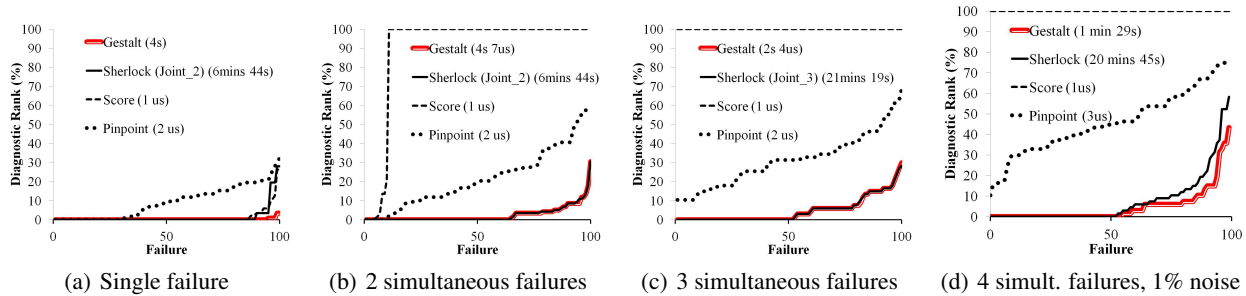 Diagnostic Rank (%)
100
90
80
70
60
50
40
30
20
10
0
Gestalt (4s)
Sherlock (Joint_2) (6mins 44s)
Score (1 us)
Pinpoint (2 us)
0 50 100
Failure
(a) Single failure
Diagnostic Rank (%)
100
90
80
70
60
50
40
30
20
10
0
Gestalt (4s 7us)
Sherlock (Joint_2) (6mins 44s)
Score (1 us)
Pinpoint (2 us)
0 50 100
Failure
(b) 2 simultaneous failures
Diagnostic Rank (%)
100
90
80
70
60
50
40
30
20
10
0
Gestalt (2s 4us)
Sherlock (Joint_3) (21mins 19s)
Score (1 us)
Pinpoint (2 us)
0 50 100
Failure
(c) 3 simultaneous failures
Diagnostic Rank (%)
100
90
80
70
60
50
40
30
20
10
0
Gestalt (1 min 29s)
Sherlock (20 mins 45s)
Score (1us)
Pinpoint (3us)
0 50 100
Failure
(d) 4 simult. failures, 1% noise